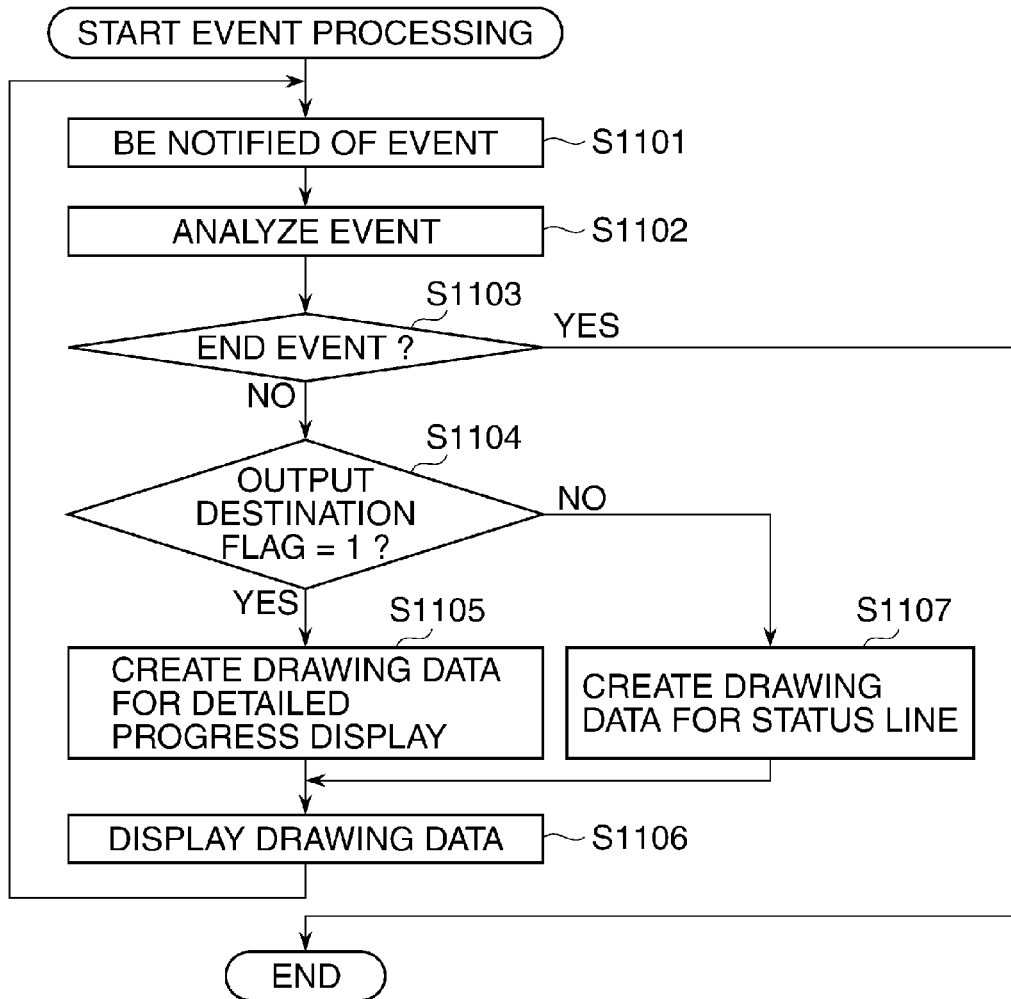 START EVENT PROCESSING
BE NOTIFIED OF EVENT
S1101
ANALYZE EVENT
S1102
S1103
END EVENT ?
YES
NO
S1104
OUTPUT
DESTINATION
FLAG = 1 ?
NO
YES
S1105
CREATE DRAWING DATA
FOR DETAILED
PROGRESS DISPLAY
S1107
CREATE DRAWING
DATA FOR STATUS LINE
DISPLAY DRAWING DATA
S1106
END